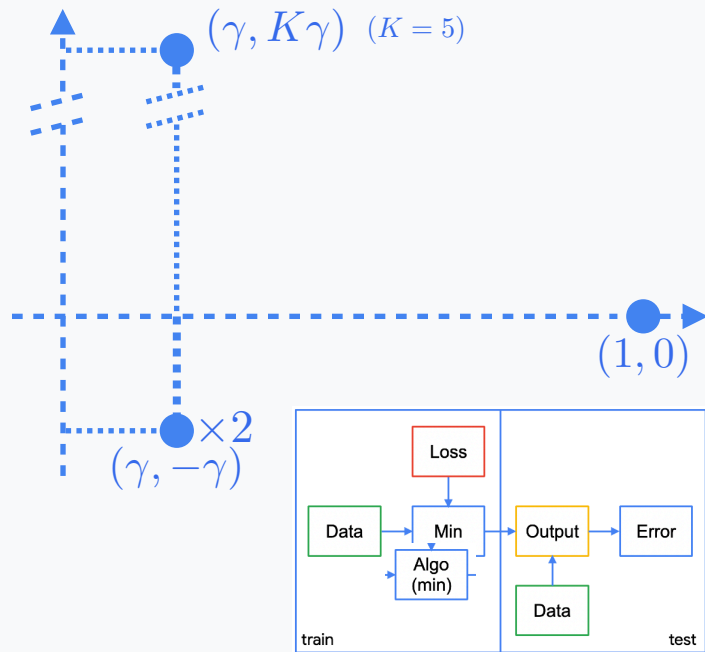 (γ, Kγ) (K = 5)
(1, 0)
×2
(γ, −γ)
Loss
Data
Min
Output
Error
Algo
(min)
Data
train
test